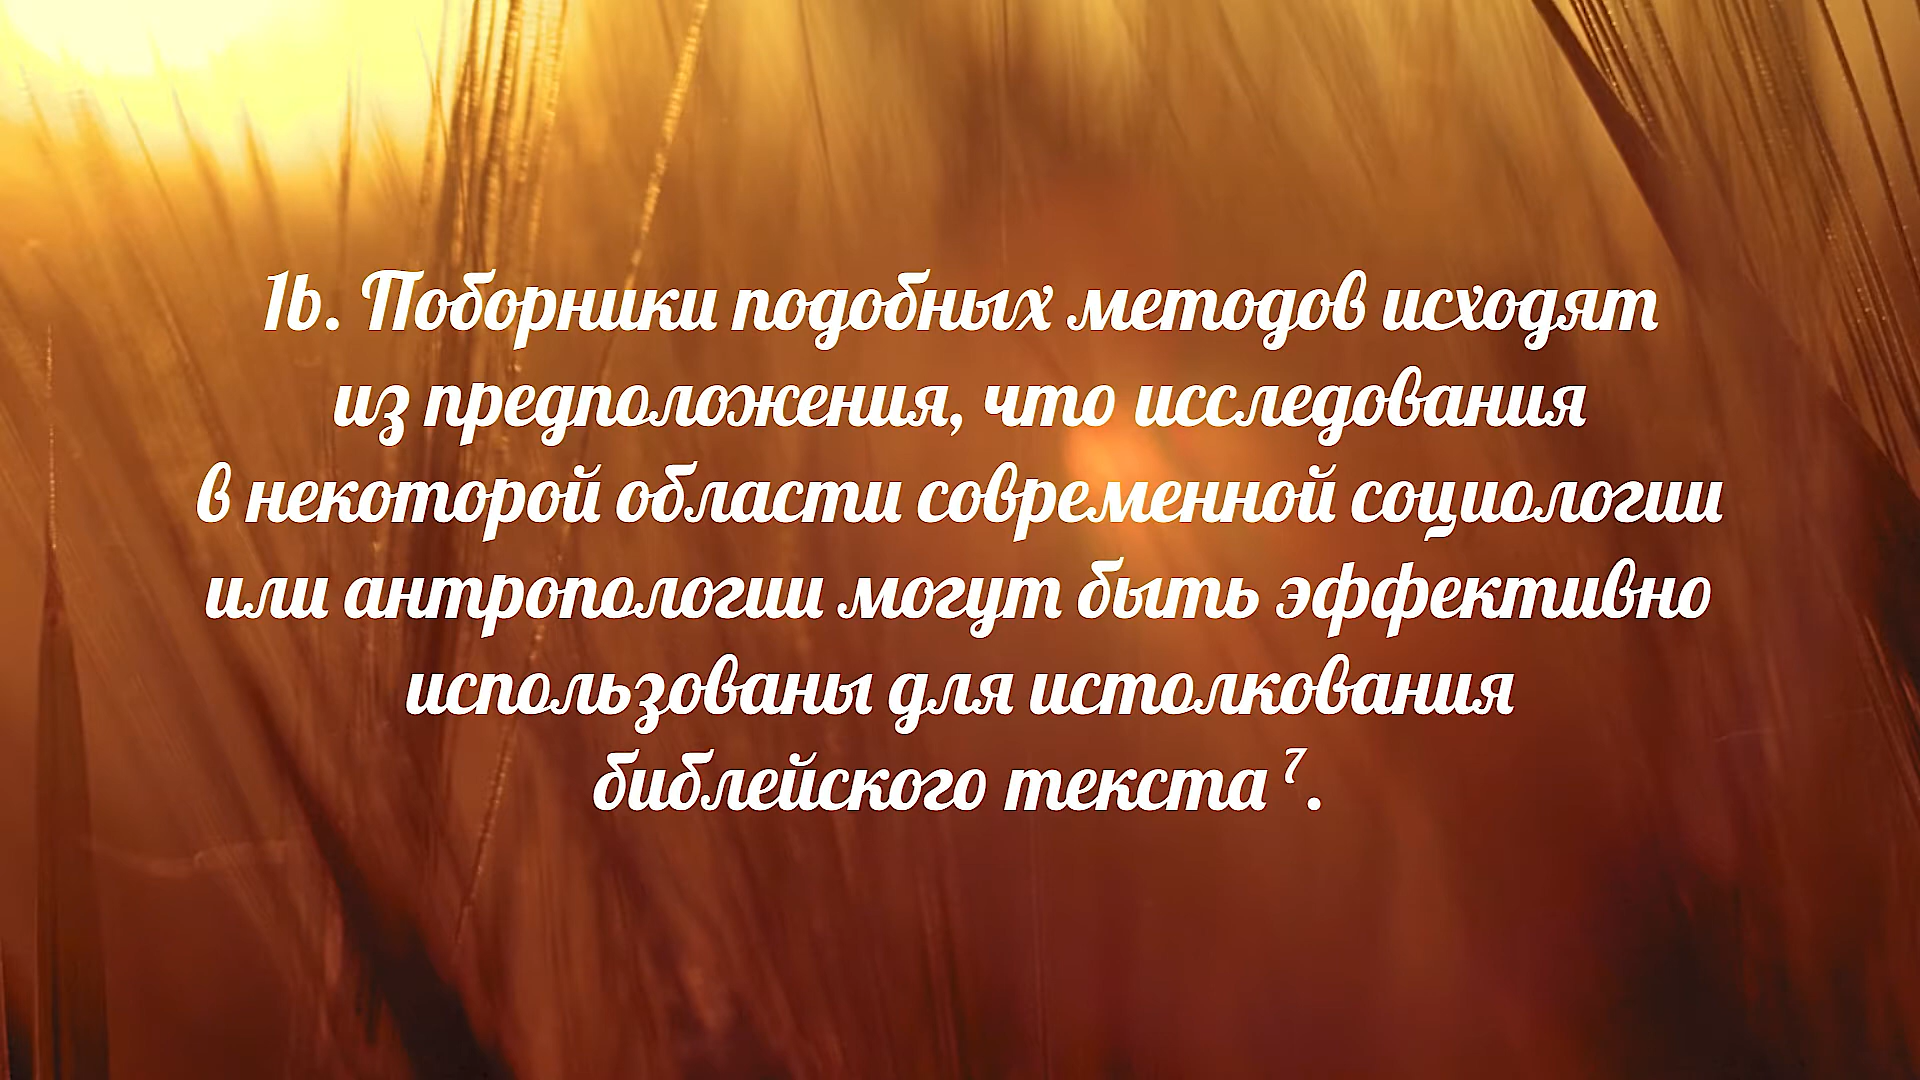 1b. Поборники подобных методов исходят
из предположения, что исследования
в некоторой области современной социологии
или антропологии могут быть эффективно
использованы для истолкования
библейского текста ⁷.